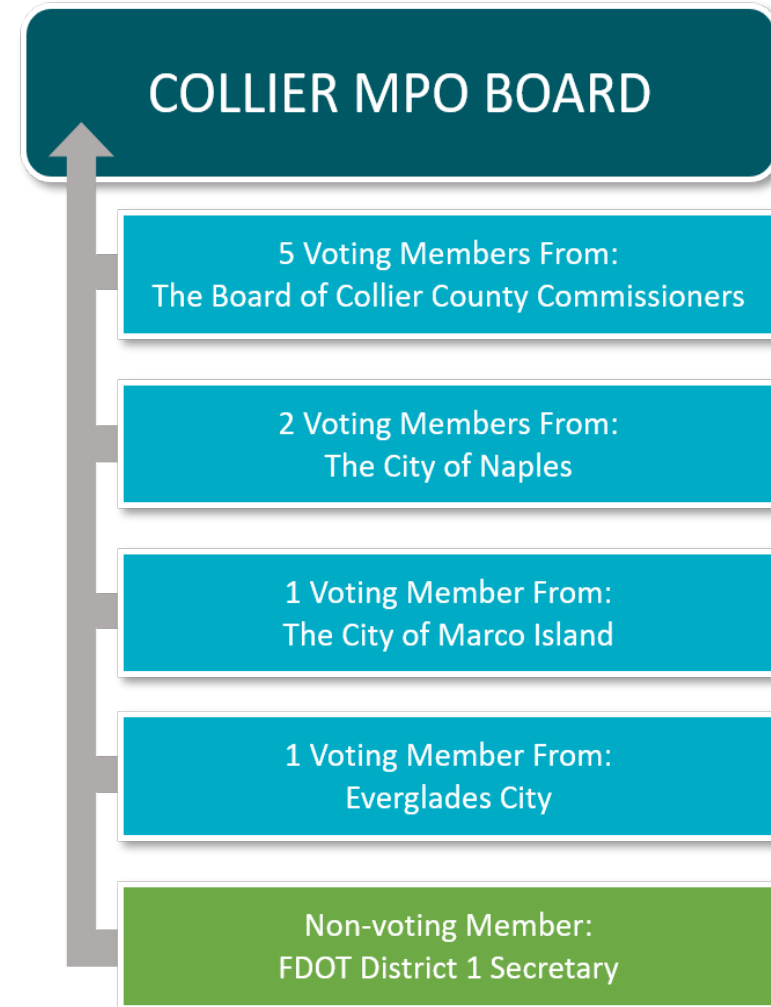 COLLIER MPO BOARD
5 Voting Members From:
The Board of Collier County Commissioners
2 Voting Members From:
The City of Naples
1 Voting Member From:
The City of Marco Island
1 Voting Member From:
Everglades City
Non-voting Member:
FDOT District 1 Secretary